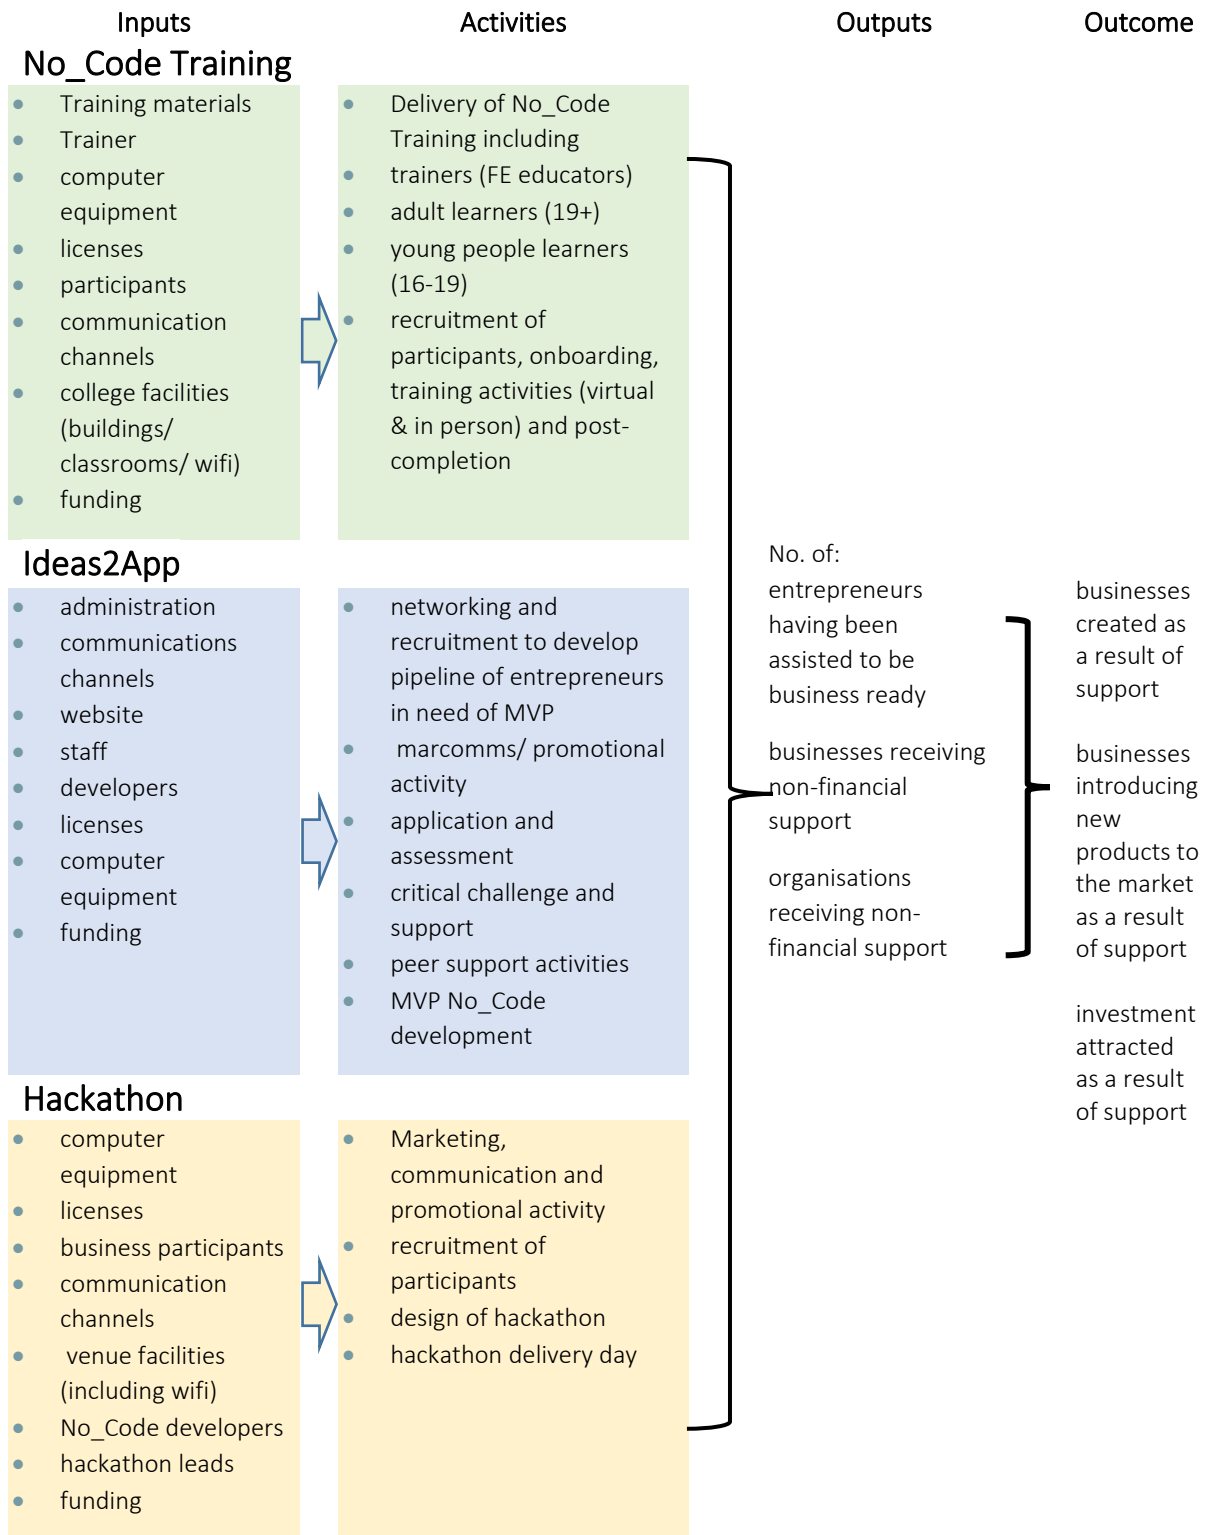 Inputs
Activities
Outputs
Outcome
No_Code Training
Training materials
Trainer
computer
equipment
licenses
participants
communication
channels
college facilities
(buildings/
classrooms/ wifi)
funding
Delivery of No_Code
Training including
trainers (FE educators)
adult learners (19+)
young people learners
(16-19)
recruitment of
participants, onboarding,
training activities (virtual
& in person) and post-
completion
Ideas2App
administration
communications
channels
website
staff
developers
licenses
computer
equipment
funding
networking and
recruitment to develop
pipeline of entrepreneurs
in need of MVP
marcomms/ promotional
activity
application and
assessment
critical challenge and
support
peer support activities
MVP No_Code
development
Hackathon
computer
equipment
licenses
business participants
communication
channels
venue facilities
(including wifi)
No_Code developers
hackathon leads
funding
Marketing,
communication and
promotional activity
recruitment of
participants
design of hackathon
hackathon delivery day
No. of:
entrepreneurs
having been
assisted to be
business ready
businesses receiving
non-financial
support
organisations
receiving non-
financial support
businesses
created as
a result of
support
businesses
introducing
new
products to
the market
as a result
of support
investment
attracted
as a result
of support